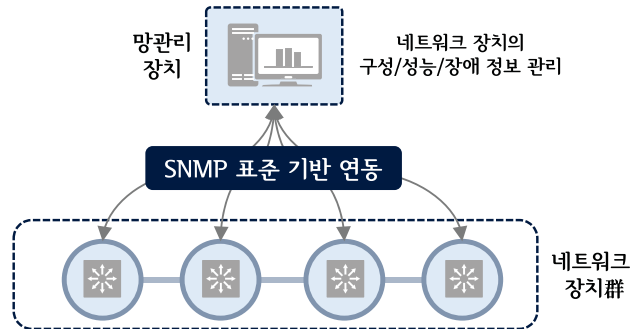 망관리
장치
네트워크 장치의
구성/성능/장애 정보 관리
SNMP 표준 기반 연동
네트워크
장치群